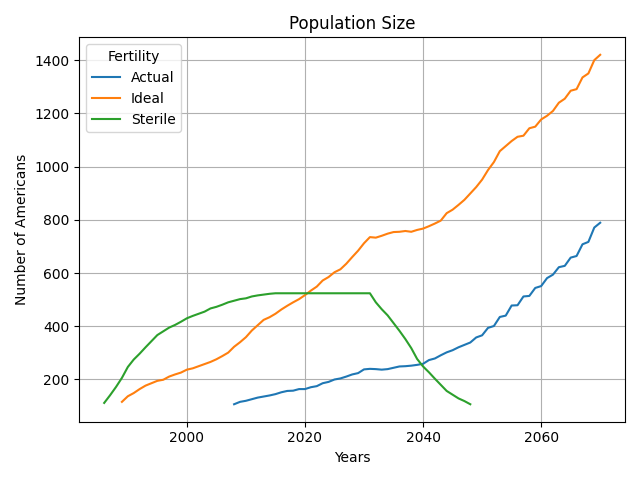 Population Size
Fertility
Actual
Ideal
Sterile
Number of Americans
1400
1200
1000
800
600
400
200
2000
2020
2040
2060
Years